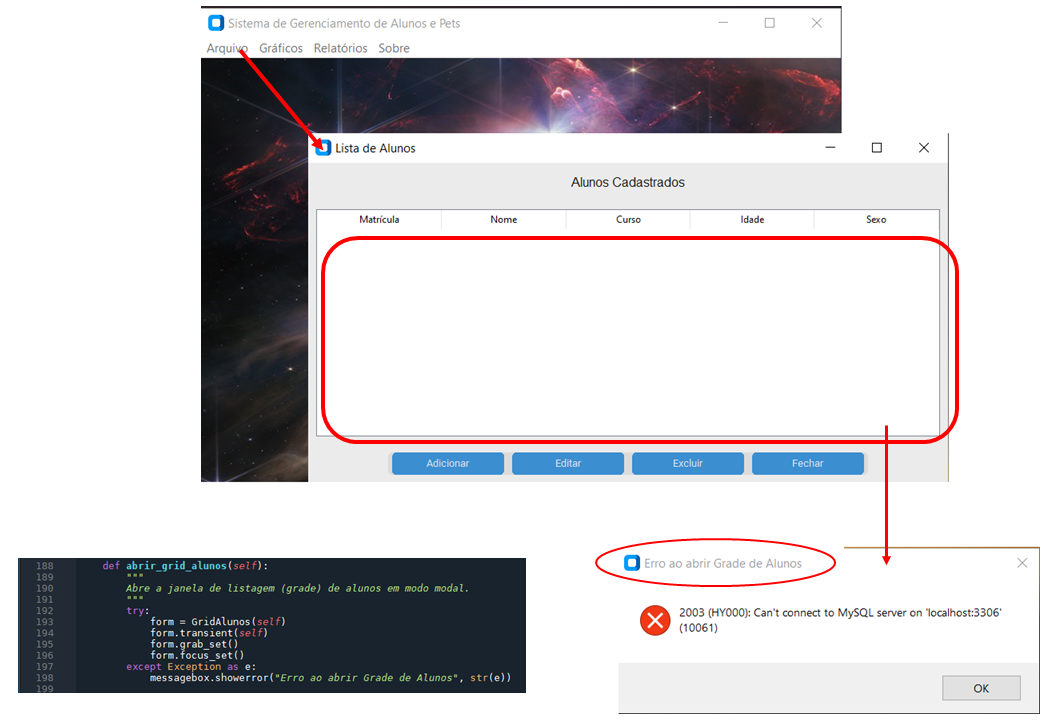 Sistema de Gerenciamento de Alunos e Pets
Arquivo Gráficos Relatórios Sobre
Lista de Alunos
Alunos Cadastrados
Matrícula Nome Curso Idade Sexo
Adicionar Editar Excluir Fechar
188 def abrir_grid_alunos(self):
189 """
190 Abre a janela de listagem (grade) de alunos em modo modal.
191 """
192 try:
193 form = GridAlunos(self)
194 form.transient(self)
195 form.grab_set()
196 form.focus_set()
197 except Exception as e:
198 messagebox.showerror("Erro ao abrir Grade de Alunos", str(e))
199
Erro ao abrir Grade de Alunos
2003 (HY000): Can't connect to MySQL server on 'localhost:3306'
(10061)
OK